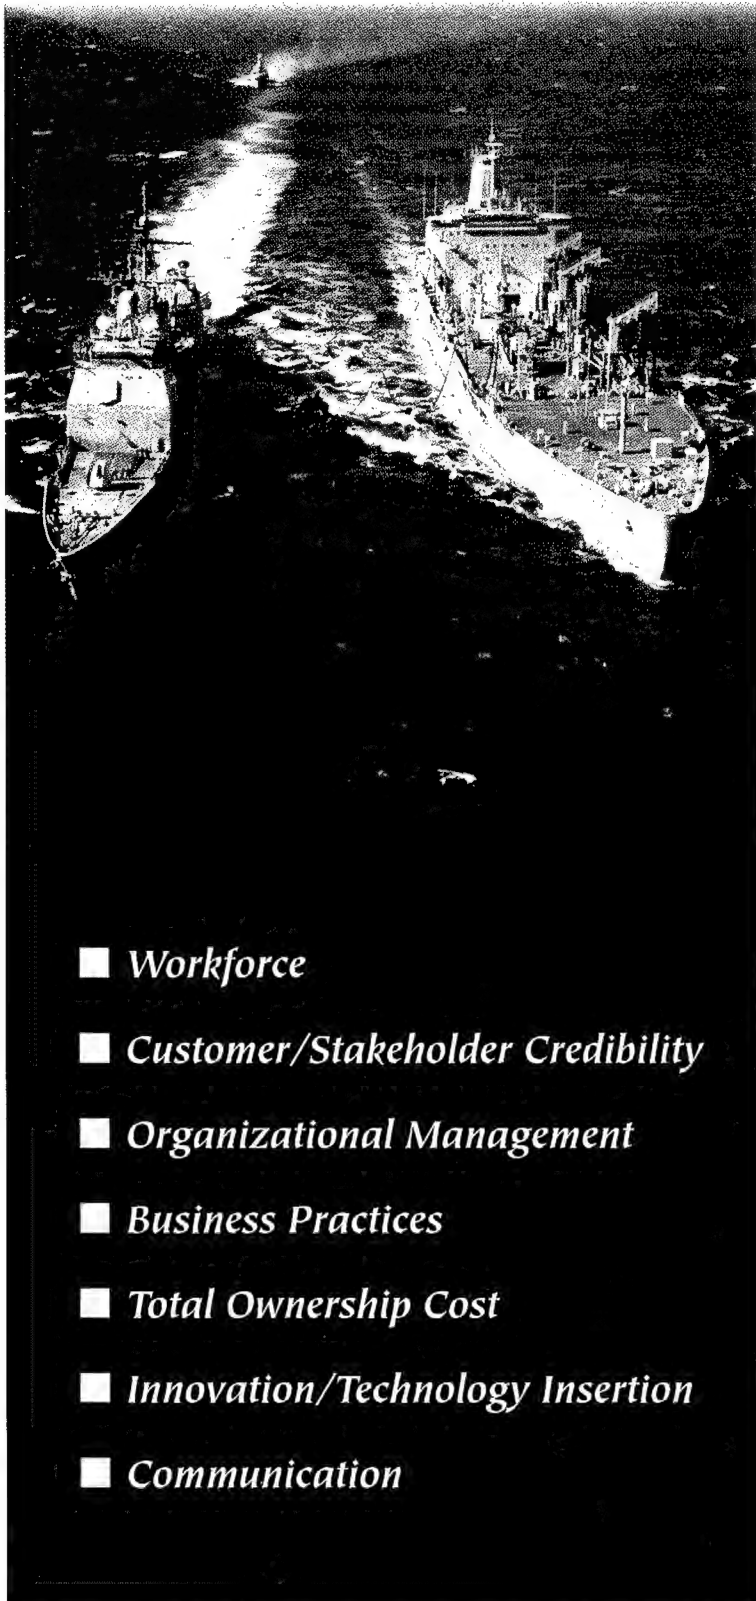 ■ Workforce
■ Customer/Stakeholder Credibility
■ Organizational Management
■ Business Practices
■ Total Ownership Cost
■ Innovation/Technology Insertion
■ Communication